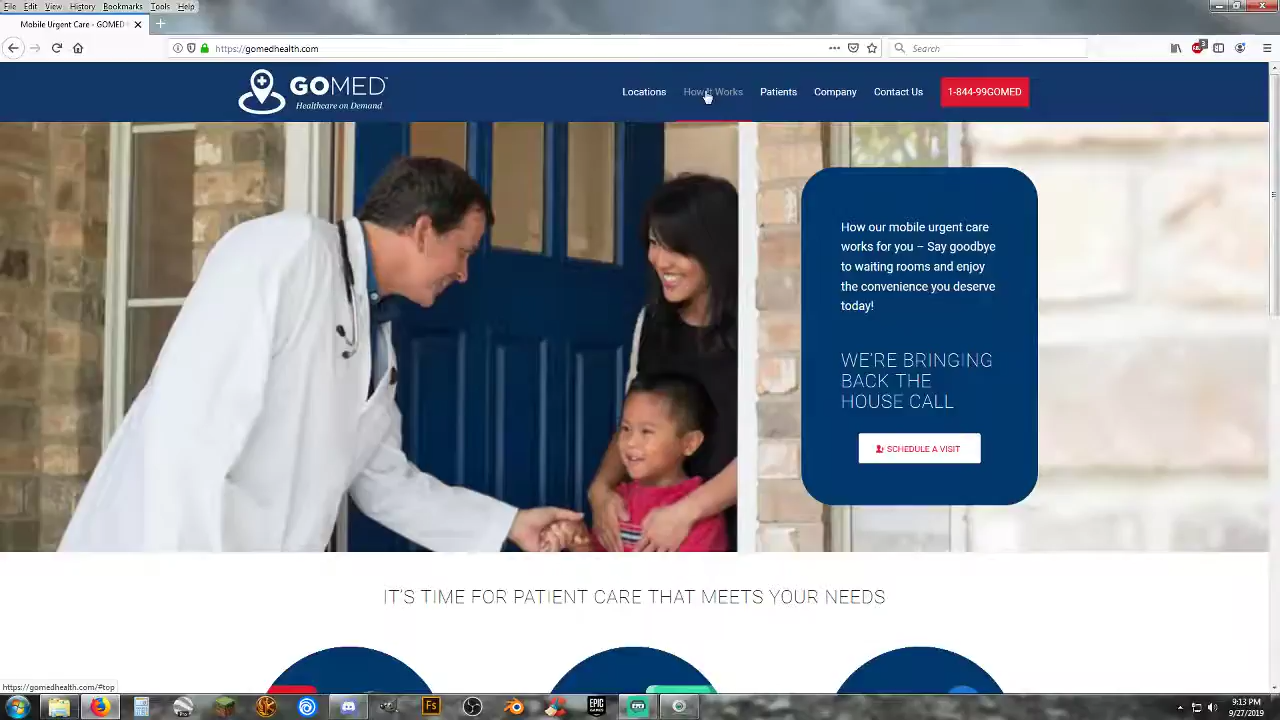 File Edit View History Bookmarks Tools Help
Mobile Urgent Care - GOMED
https://gomedhealth.com
Search
GOMED™
Healthcare on Demand
Locations How It Works Patients Company Contact Us 1-844-99GOMED
How our mobile urgent care
works for you – Say goodbye
to waiting rooms and enjoy
the convenience you deserve
today!
WE'RE BRINGING
BACK THE
HOUSE CALL
SCHEDULE A VISIT
IT'S TIME FOR PATIENT CARE THAT MEETS YOUR NEEDS
https://gomedhealth.com/#top
Fs
EPIC
GAMES
9:13 PM
9/27/2019